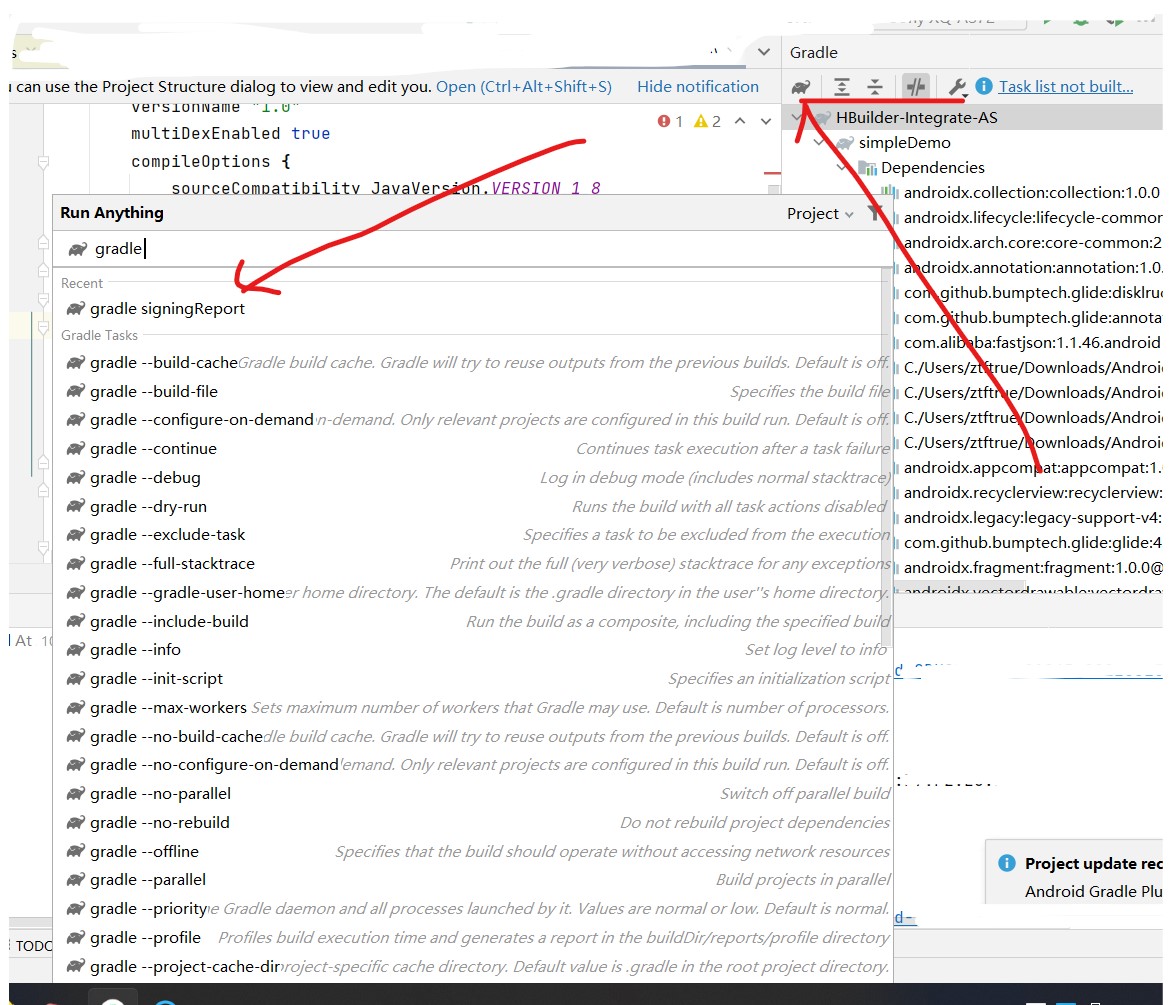 Gradle
can use the Project Structure dialog to view and edit you. Open (Ctrl+Alt+Shift+S) Hide notification
Task list not built...
versionName "1.0"
multiDexEnabled true
compileOptions {
sourceCompatibility JavaVersion.VERSION_1_8
1 2
HBuilder-Integrate-AS
simpleDemo
Dependencies
androidx.collection:collection:1.0.0
androidx.lifecycle:lifecycle-common
androidx.arch.core:core-common:2
androidx.annotation:annotation:1.0.
com.github.bumptech.glide:disklruc
com.github.bumptech.glide:annota
com.alibaba:fastjson:1.1.46.android
C:/Users/ztftrue/Downloads/Androi
C:/Users/ztftrue/Downloads/Androi
C:/Users/ztftrue/Downloads/Androi
C:/Users/ztftrue/Downloads/Androi
androidx.appcompat:appcompat:1.
androidx.recyclerview:recyclerview:
androidx.legacy:legacy-support-v4:
com.github.bumptech.glide:glide:4
androidx.fragment:fragment:1.0.0@
androidx.vectordrawable:vectordra
Run Anything
Project
gradle
Recent
gradle signingReport
Gradle Tasks
gradle --build-cache Gradle build cache. Gradle will try to reuse outputs from the previous builds. Default is off.
gradle --build-file Specifies the build file
gradle --configure-on-demand n-demand. Only relevant projects are configured in this build run. Default is off.
gradle --continue Continues task execution after a task failure
gradle --debug Log in debug mode (includes normal stacktrace)
gradle --dry-run Runs the build with all task actions disabled
gradle --exclude-task Specifies a task to be excluded from the execution
gradle --full-stacktrace Print out the full (very verbose) stacktrace for any exceptions
gradle --gradle-user-home er home directory. The default is the .gradle directory in the user''s home directory.
gradle --include-build Run the build as a composite, including the specified build
gradle --info Set log level to info
gradle --init-script Specifies an initialization script
gradle --max-workers Sets maximum number of workers that Gradle may use. Default is number of processors.
gradle --no-build-cache dle build cache. Gradle will try to reuse outputs from the previous builds. Default is off.
gradle --no-configure-on-demand emand. Only relevant projects are configured in this build run. Default is off.
gradle --no-parallel Switch off parallel build
gradle --no-rebuild Do not rebuild project dependencies
gradle --offline Specifies that the build should operate without accessing network resources
gradle --parallel Build projects in parallel
gradle --priority e Gradle daemon and all processes launched by it. Values are normal or low. Default is normal.
gradle --profile Profiles build execution time and generates a report in the buildDir/reports/profile directory
gradle --project-cache-dir roject-specific cache directory. Default value is .gradle in the root project directory.
At 10
Project update rec
Android Gradle Plu
TODO